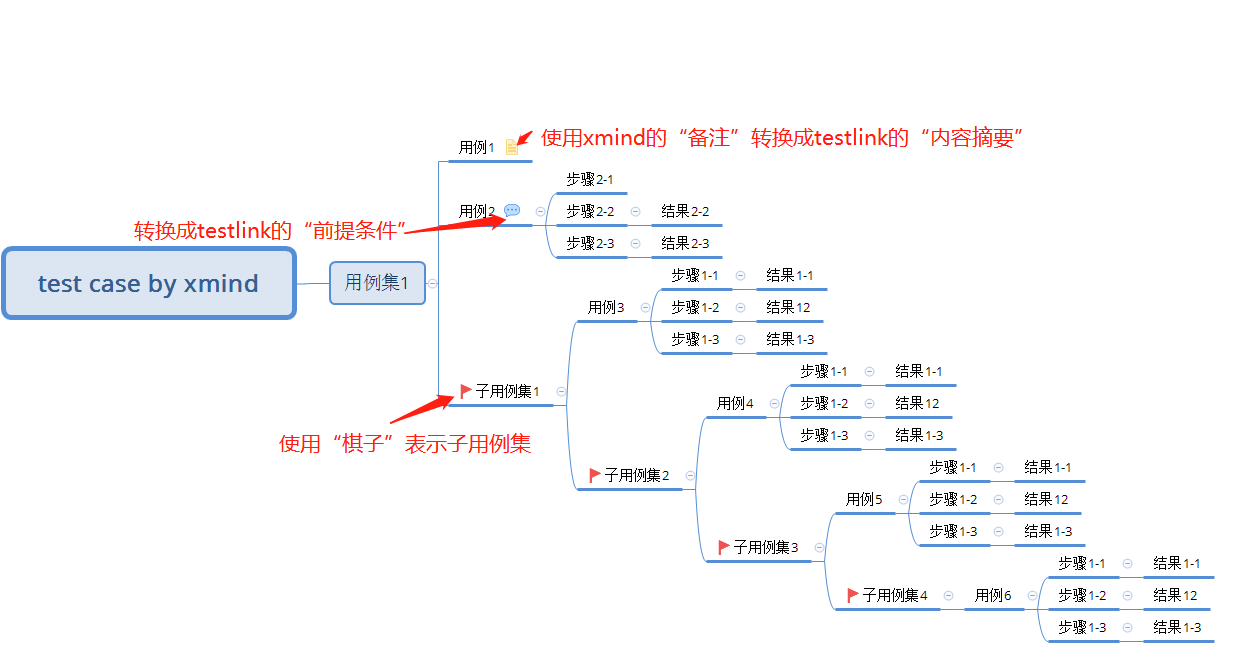 使用xmind的“备注”转换成testlink的“内容摘要”
用例1
步骤2-1
用例2
步骤2-2
结果2-2
步骤2-3
结果2-3
转换成testlink的“前提条件”
test case by xmind
用例集1
用例3
步骤1-1
结果1-1
步骤1-2
结果12
步骤1-3
结果1-3
子用例集1
使用“棋子”表示子用例集
用例4
步骤1-1
结果1-1
步骤1-2
结果12
步骤1-3
结果1-3
子用例集2
用例5
步骤1-1
结果1-1
步骤1-2
结果12
步骤1-3
结果1-3
子用例集3
子用例集4
用例6
步骤1-1
结果1-1
步骤1-2
结果12
步骤1-3
结果1-3